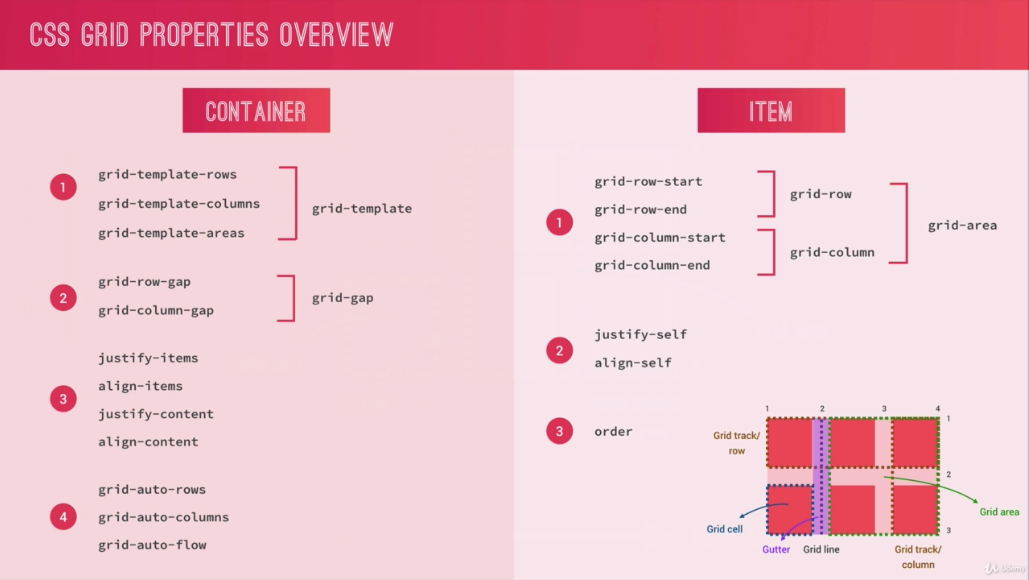 CSS GRID PROPERTIES OVERVIEW
CONTAINER
1
grid-template-rows
grid-template-columns
grid-template-areas
grid-template
2
grid-row-gap
grid-column-gap
grid-gap
3
justify-items
align-items
justify-content
align-content
4
grid-auto-rows
grid-auto-columns
grid-auto-flow
ITEM
1
grid-row-start
grid-row-end
grid-column-start
grid-column-end
grid-row
grid-column
grid-area
2
justify-self
align-self
3
order
1 2 3 4
1
Grid track/
row
2
Grid area
Grid cell
3
Gutter
Grid line
Grid track/
column
Udemy